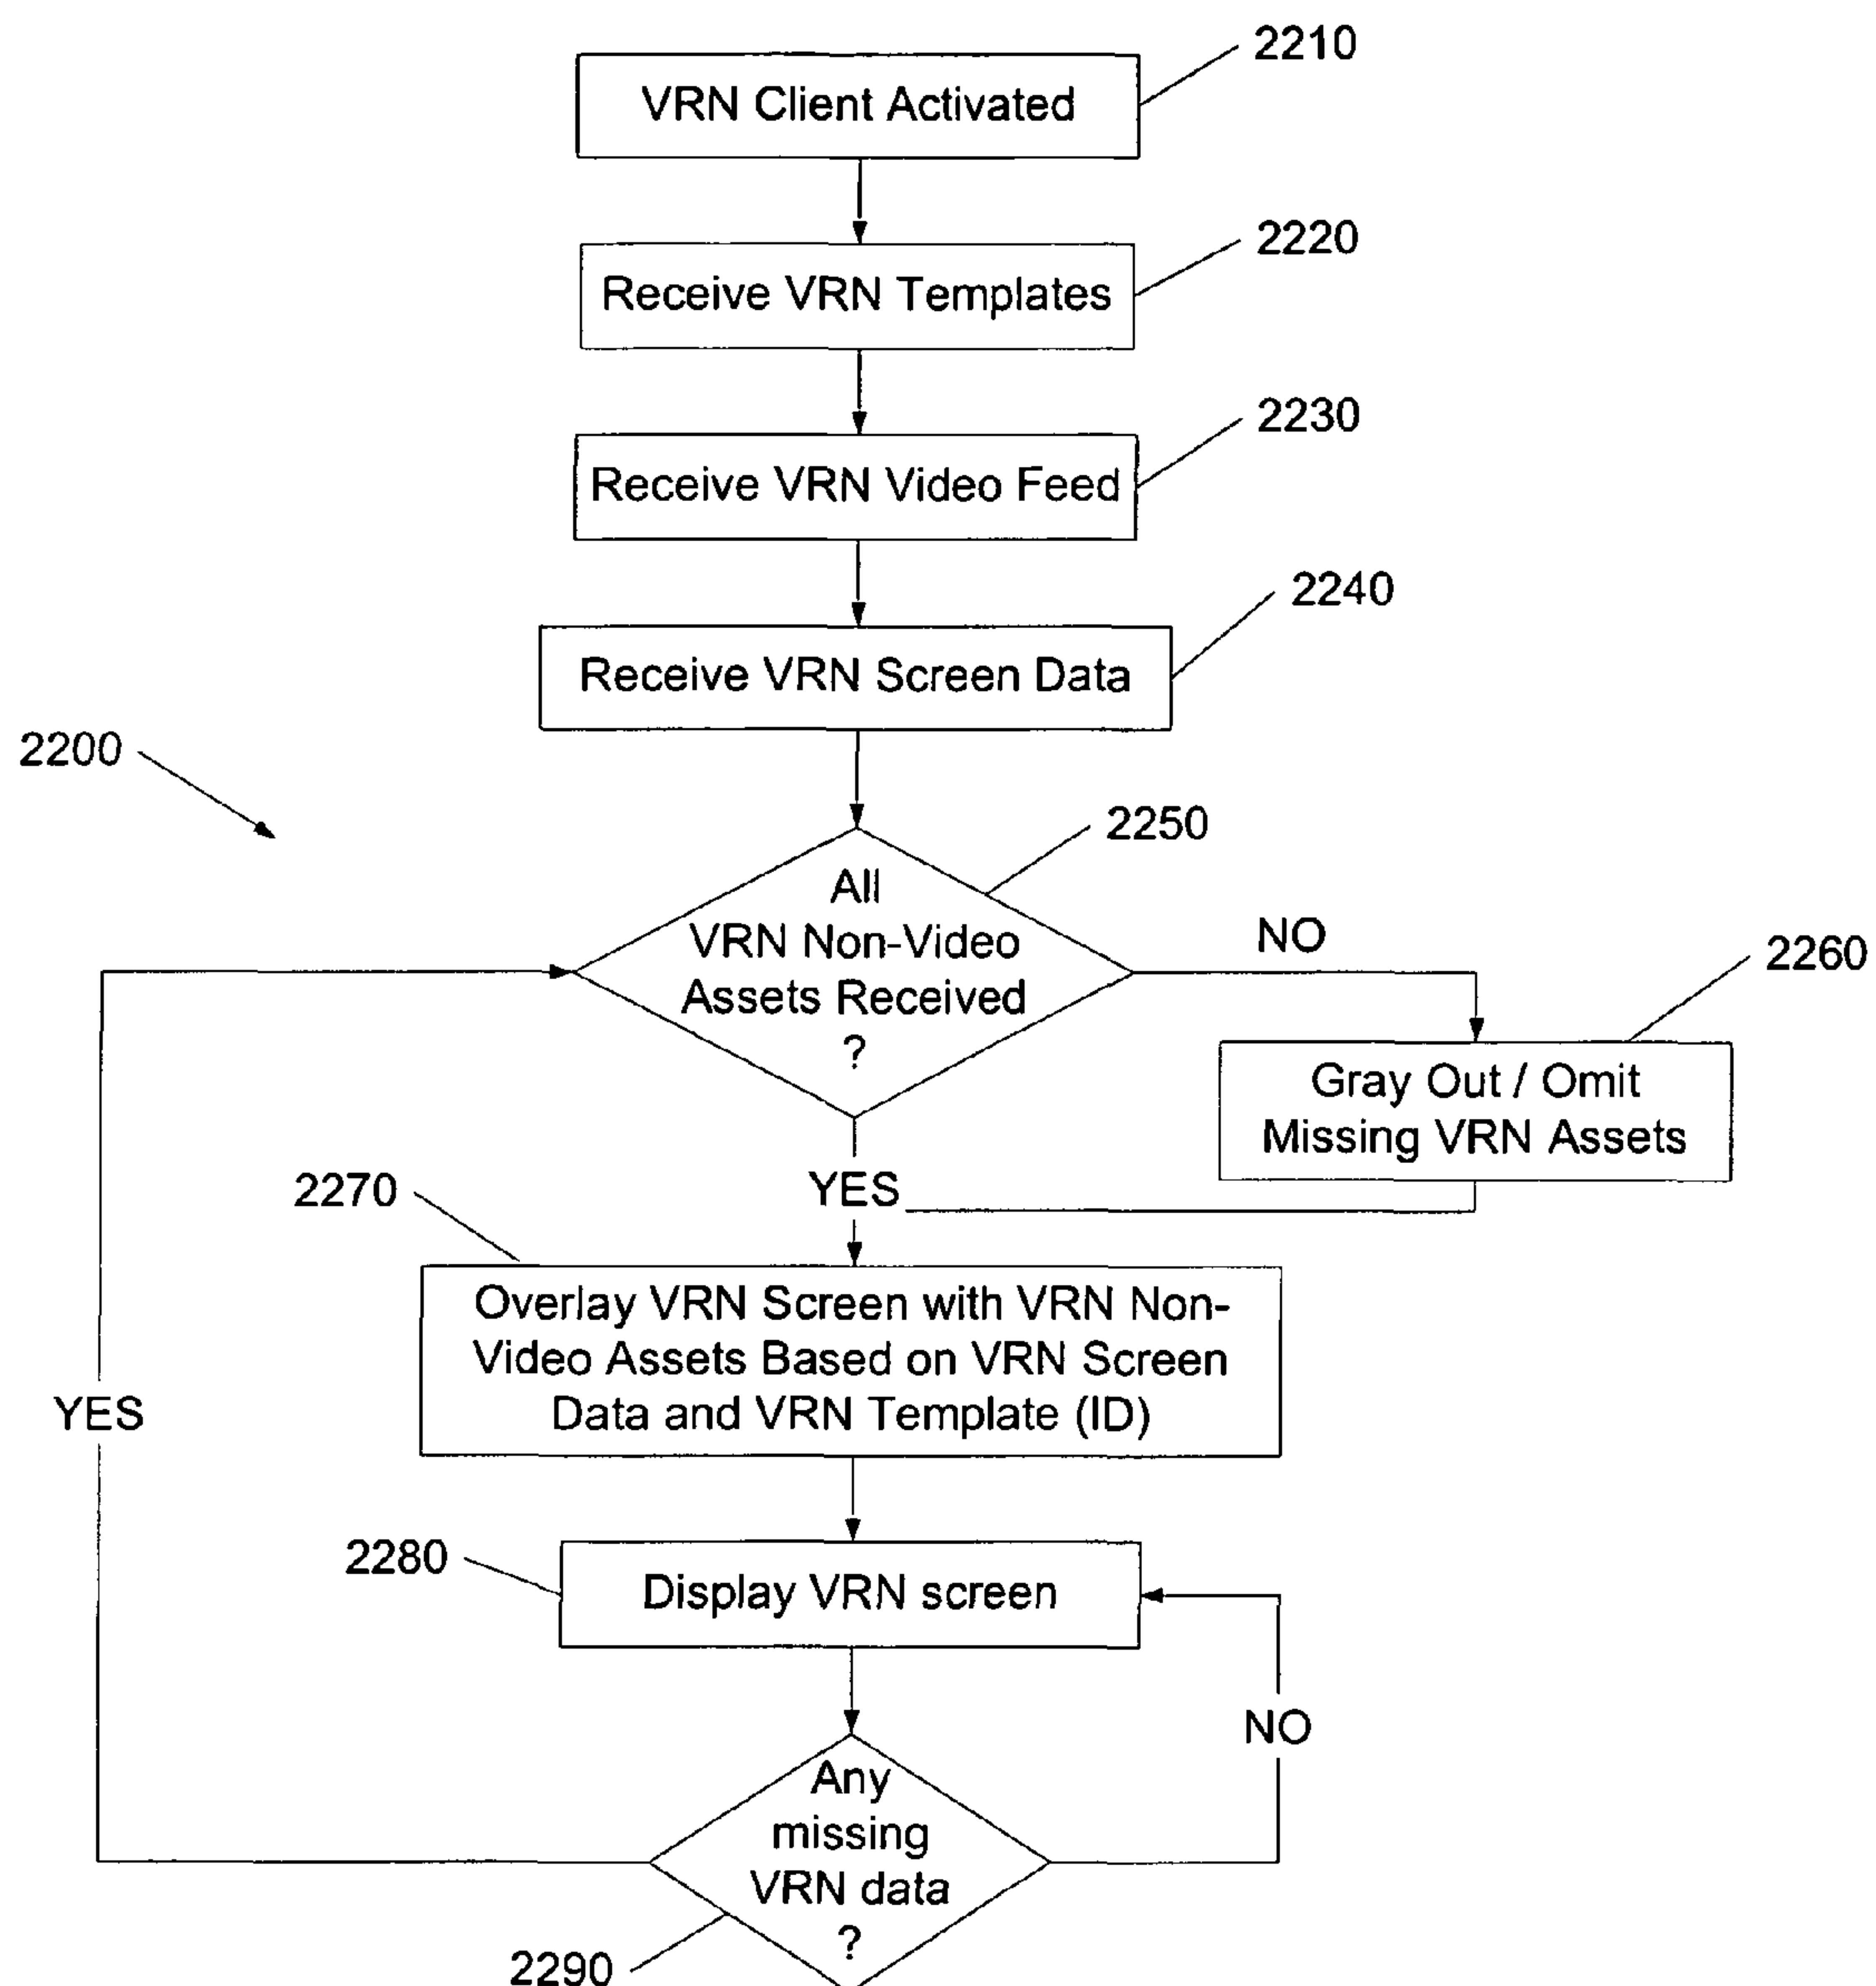 2210
VRN Client Activated
2220
Receive VRN Templates
2230
Receive VRN Video Feed
2240
Receive VRN Screen Data
2200
2250
All
VRN Non-Video
Assets Received
?
NO
2260
Gray Out / Omit
Missing VRN Assets
YES
2270
Overlay VRN Screen with VRN Non-
Video Assets Based on VRN Screen
Data and VRN Template (ID)
YES
2280
Display VRN screen
NO
Any
missing
VRN data
?
2290